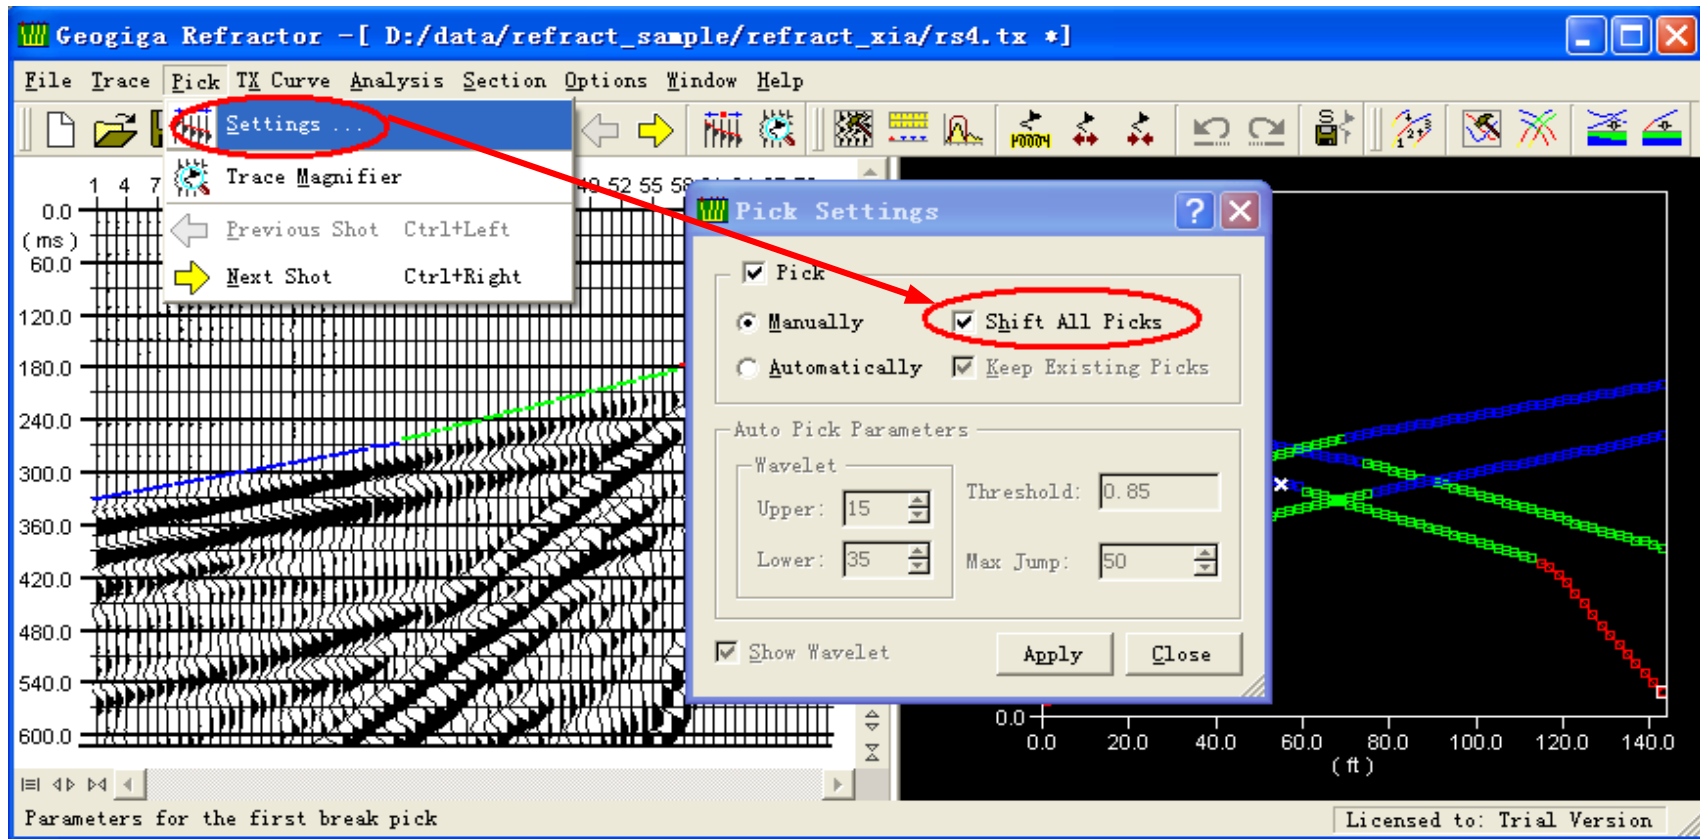 Geogiga Refractor -[ D:/data/refract_sample/refract_xia/rs4.tx *]
File Trace Pick TX Curve Analysis Section Options Window Help
Settings ...
Trace Magnifier
Previous Shot Ctrl+Left
Next Shot Ctrl+Right
1 4 7 49 52 55
0.0
(ms)
60.0
120.0
180.0
240.0
300.0
360.0
420.0
480.0
540.0
600.0
Pick Settings
Pick
Manually Shift All Picks
Automatically Keep Existing Picks
Auto Pick Parameters
Wavelet
Upper: 15
Lower: 35
Threshold: 0.85
Max Jump: 50
Show Wavelet Apply Close
0.0
0.0 20.0 40.0 60.0 80.0 100.0 120.0 140.0
(ft)
Parameters for the first break pick
Licensed to: Trial Version